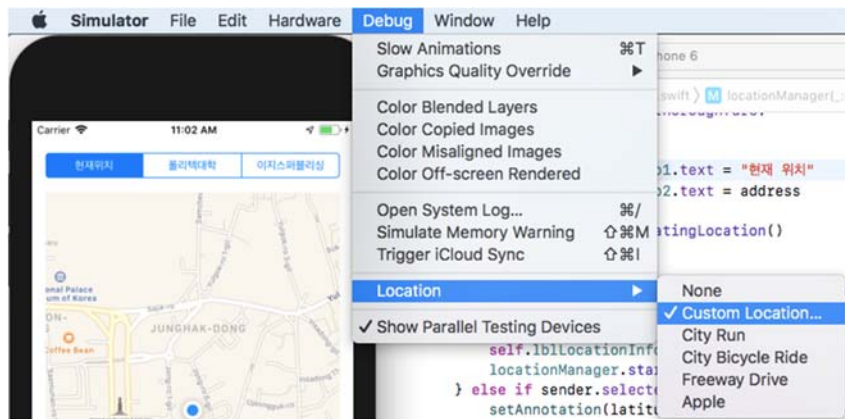 Simulator File Edit Hardware Debug Window Help
Slow Animations ⌘T
Graphics Quality Override ▶
Color Blended Layers
Color Copied Images
Color Misaligned Images
Color Off-screen Rendered
Open System Log... ⌘/
Simulate Memory Warning ⇧⌘M
Trigger iCloud Sync ⇧⌘I
Location ▶
✓ Show Parallel Testing Devices
None
✓ Custom Location...
City Run
City Bicycle Ride
Freeway Drive
Apple
Carrier 11:02 AM
현재위치 폴리텍대학 이지스퍼블리싱
JUNGHAK-DONG
Coffee Bean
um of Korea
hone 6
swift 〉 M locationManager(_:
1.text = "현재 위치"
2.text = address
atingLocation()
self.lblLocationInfo
locationManager.sta
} else if sender.select
setAnnotation(latit